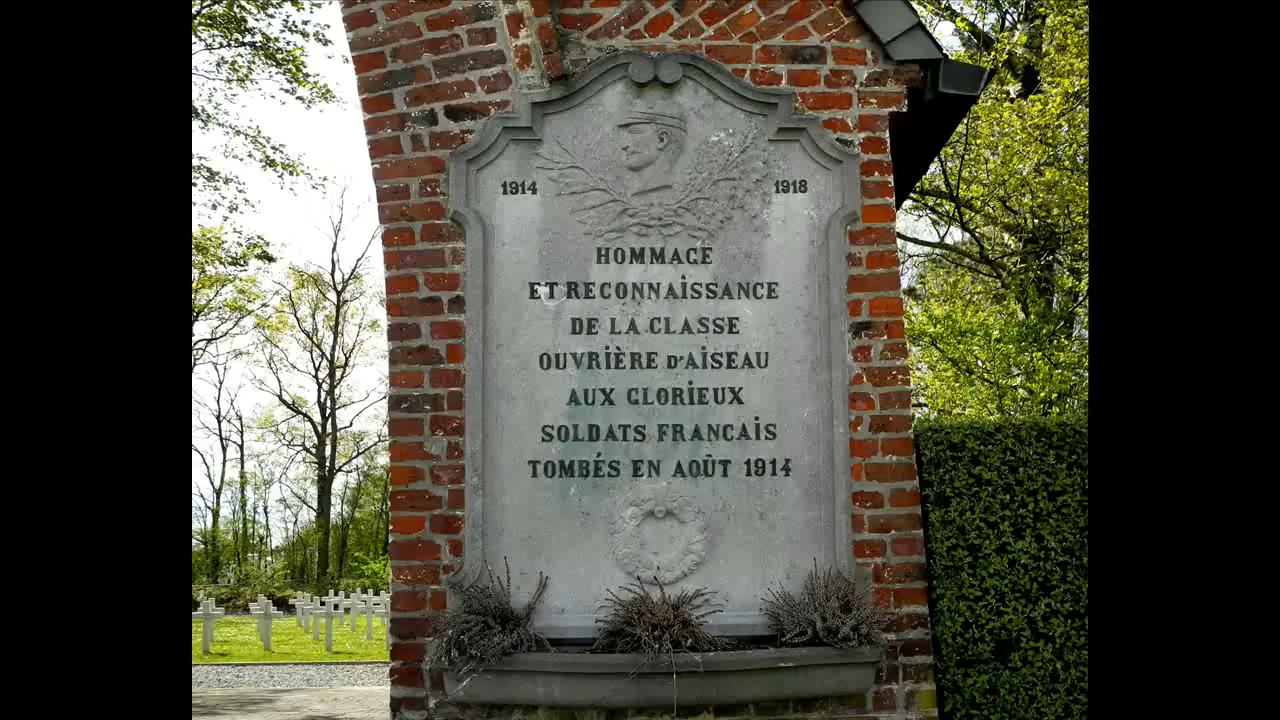 1914 1918
HOMMAGE
ET RECONNAISSANCE
DE LA CLASSE
OUVRIÈRE D'AISEAU
AUX GLORIEUX
SOLDATS FRANCAIS
TOMBÉS EN AOÛT 1914